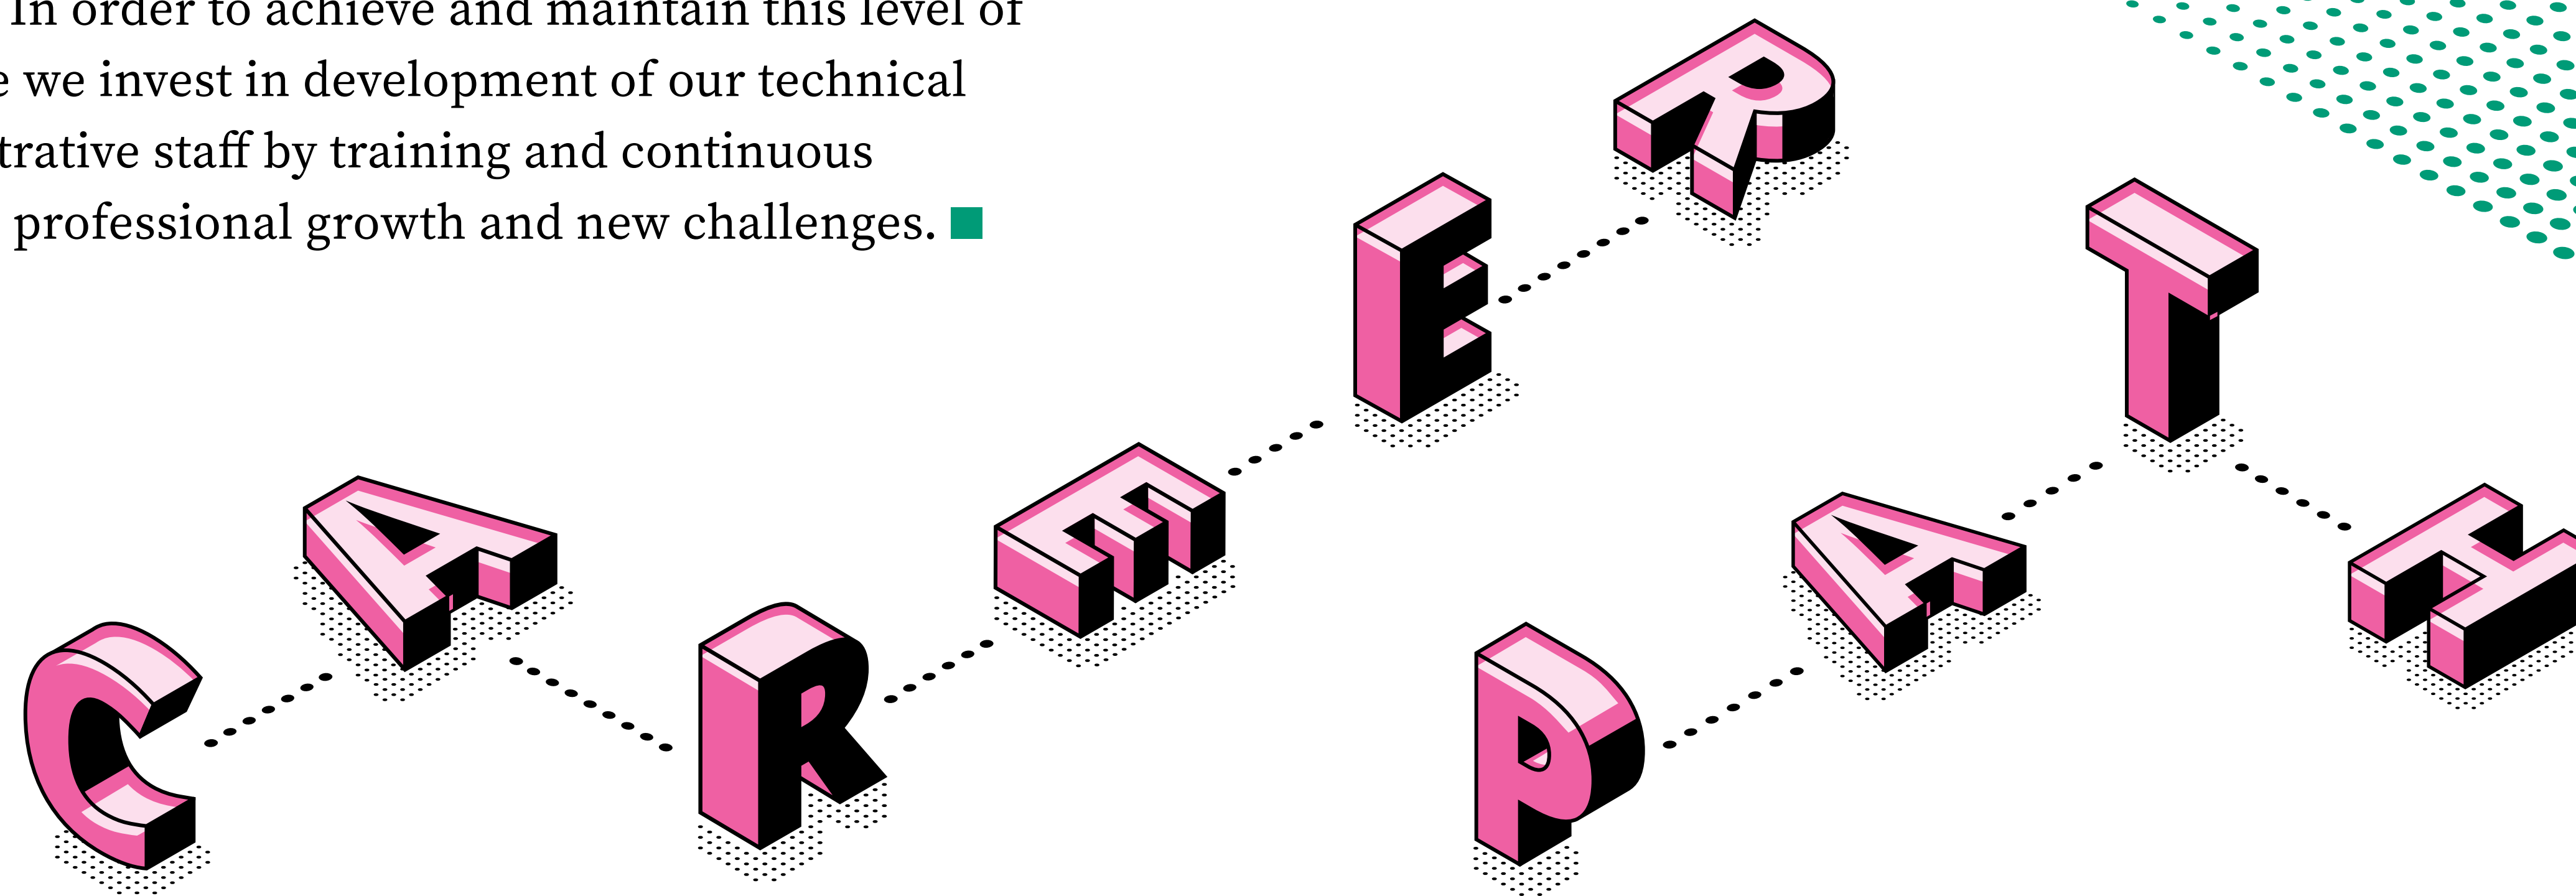 In order to achieve and maintain this level of
e we invest in development of our technical
trative staff by training and continuous
professional growth and new challenges.
CAREER
PATH